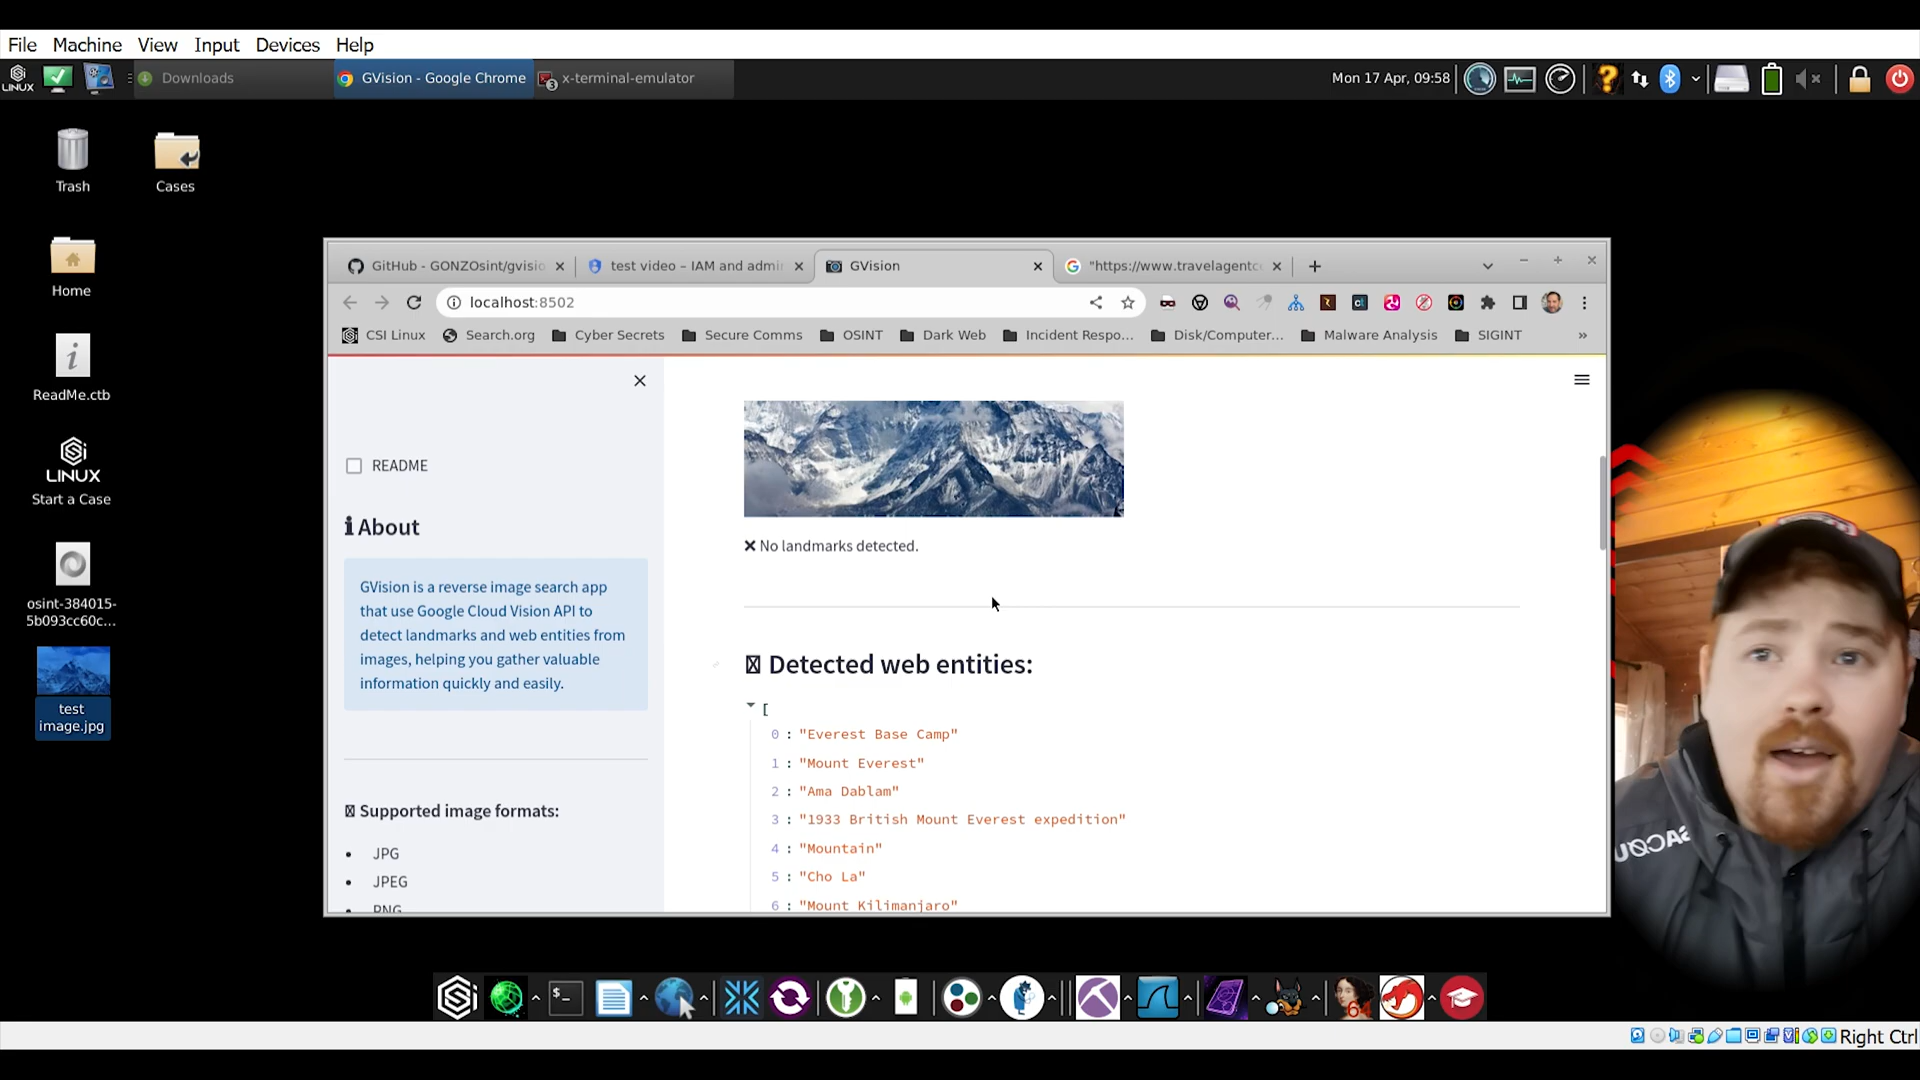 File Machine View Input Devices Help
LINUX Downloads GVision - Google Chrome 3 x-terminal-emulator Mon 17 Apr, 09:58
Trash Cases
Home
ReadMe.ctb
LINUX
Start a Case
osint-384015-
5b093cc60c...
test
image.jpg
GitHub - GONZOsint/gvisio test video – IAM and admi GVision "https://www.travelagentc
localhost:8502
CSI Linux Search.org Cyber Secrets Secure Comms OSINT Dark Web Incident Respo... Disk/Computer... Malware Analysis SIGINT »
README
About
GVision is a reverse image search app
that use Google Cloud Vision API to
detect landmarks and web entities from
images, helping you gather valuable
information quickly and easily.
Supported image formats:
JPG
JPEG
PNG
No landmarks detected.
Detected web entities:
[
0 : "Everest Base Camp"
1 : "Mount Everest"
2 : "Ama Dablam"
3 : "1933 British Mount Everest expedition"
4 : "Mountain"
5 : "Cho La"
6 : "Mount Kilimanjaro"
64
Right Ctrl